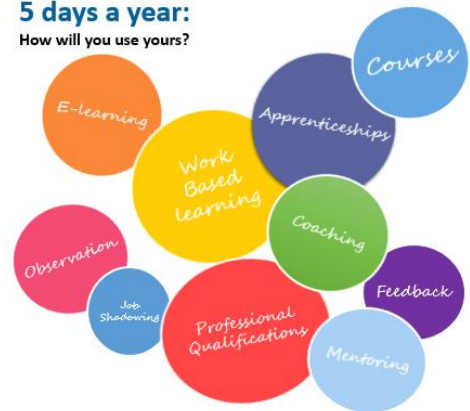 5 days a year:
How will you use yours?
Courses
E-learning
Apprenticeships
Work
Based
learning
Coaching
Observation
Feedback
Job
Shadowing
Professional
Qualifications
Mentoring